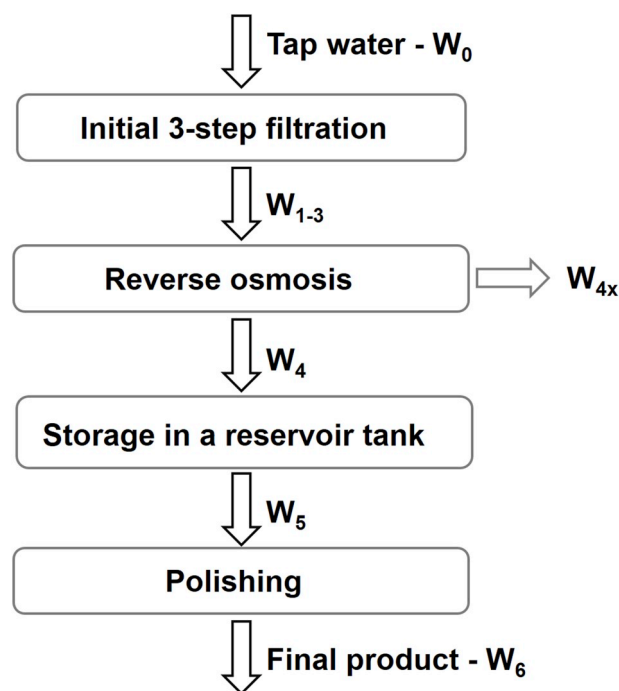 Tap water - W₀
Initial 3-step filtration
W₁₋₃
Reverse osmosis
W₄ₓ
W₄
Storage in a reservoir tank
W₅
Polishing
Final product - W₆